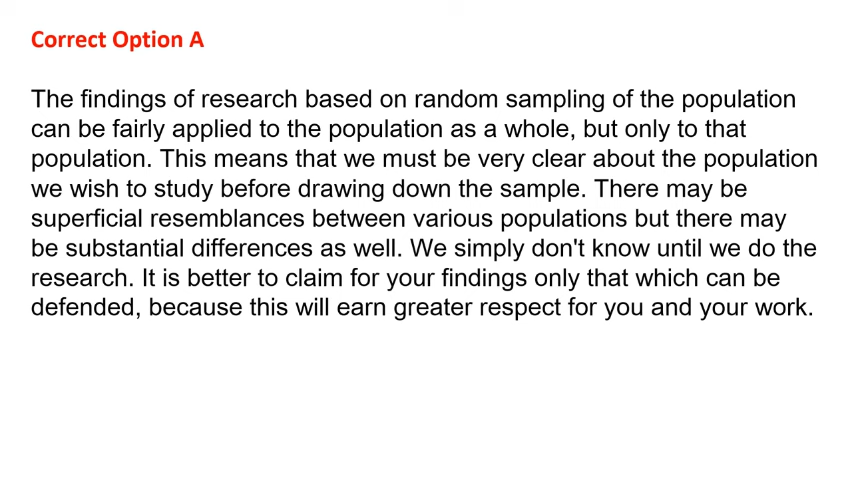 Correct Option A
The findings of research based on random sampling of the population
can be fairly applied to the population as a whole, but only to that
population. This means that we must be very clear about the population
we wish to study before drawing down the sample. There may be
superficial resemblances between various populations but there may
be substantial differences as well. We simply don't know until we do the
research. It is better to claim for your findings only that which can be
defended, because this will earn greater respect for you and your work.